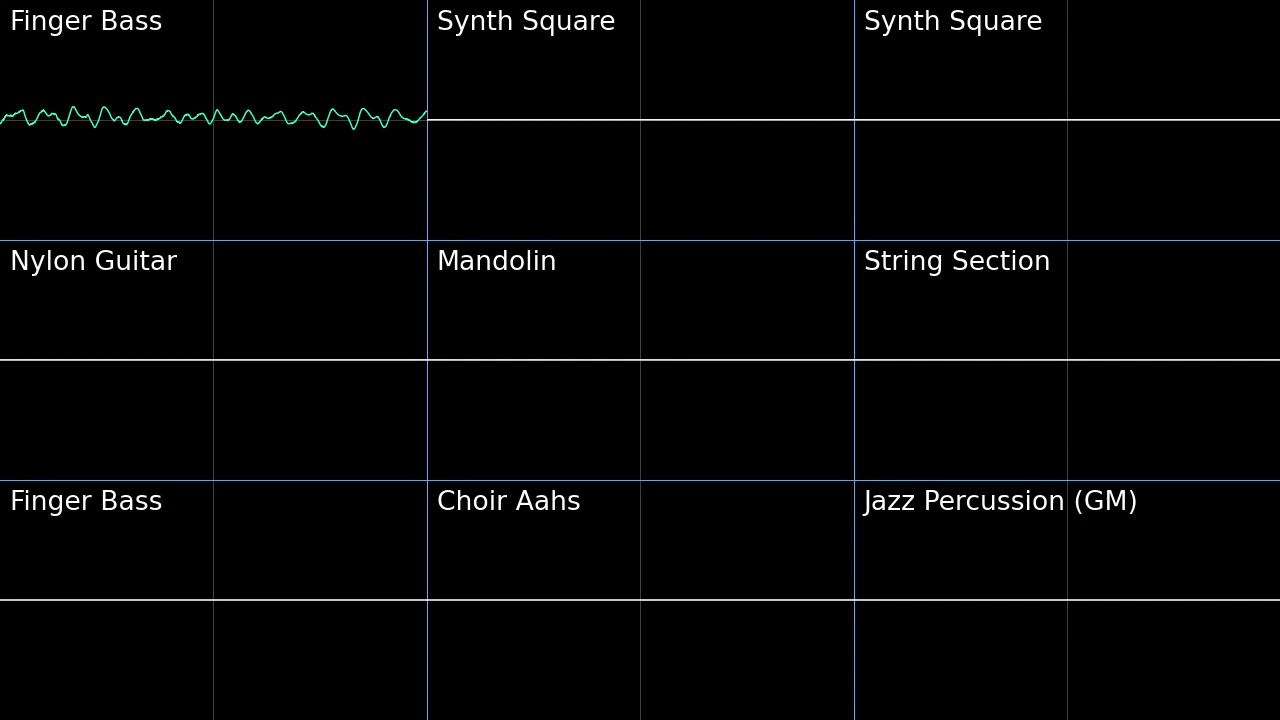 Finger Bass
Synth Square
Synth Square
Nylon Guitar
Mandolin
String Section
Finger Bass
Choir Aahs
Jazz Percussion (GM)